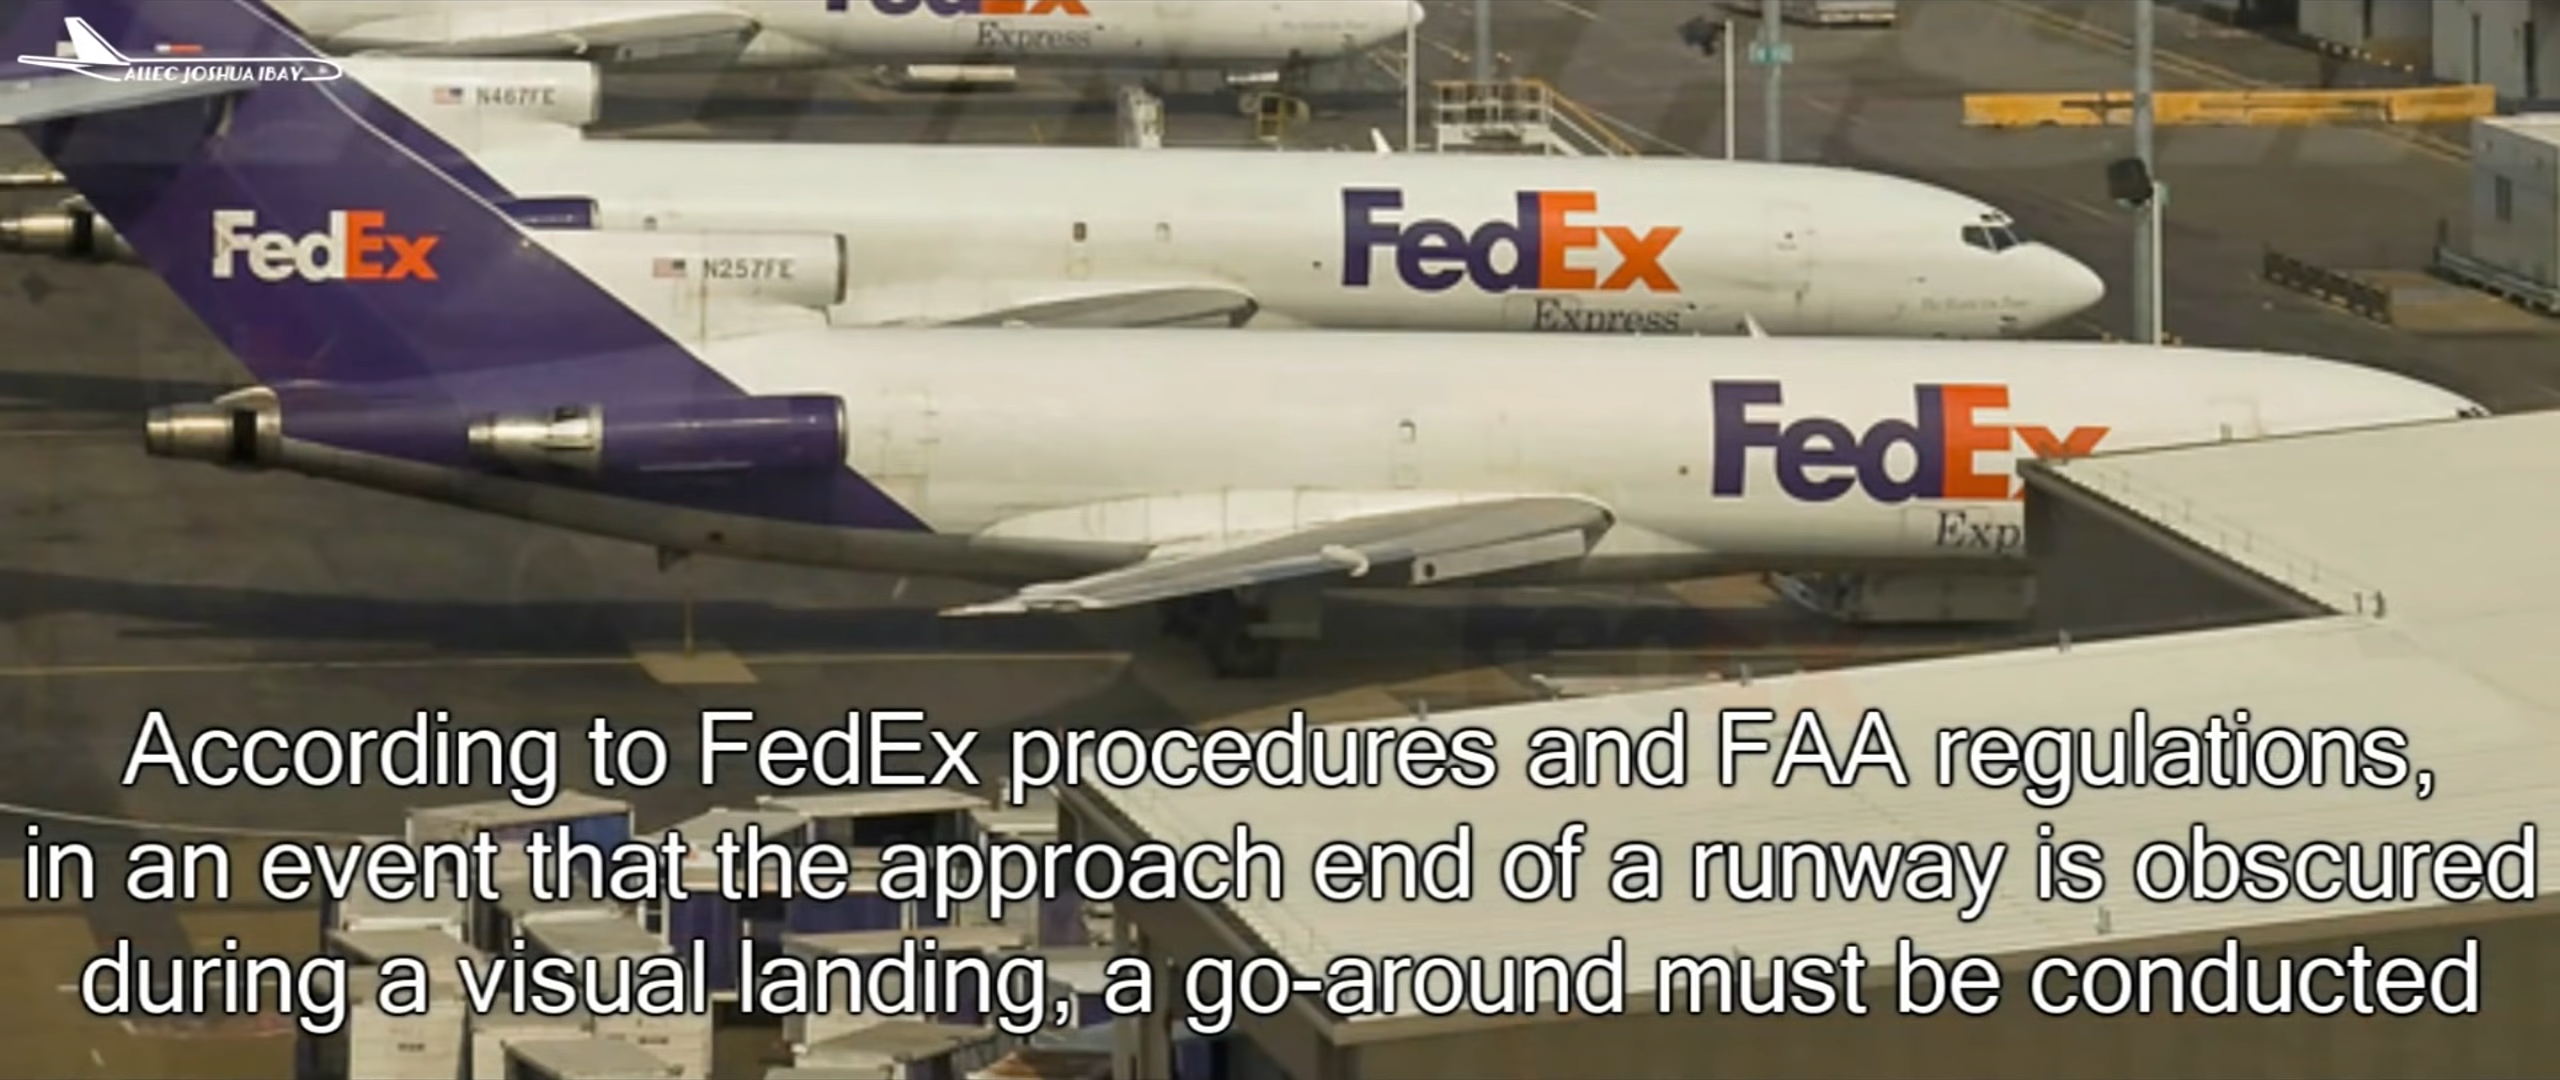 FedEx
Express
ALLEC JOSHUA IBAY
N467FE
FedEx
FedEx
N257FE
Express
FedEx
Exp
According to FedEx procedures and FAA regulations,
in an event that the approach end of a runway is obscured
during a visual landing, a go-around must be conducted